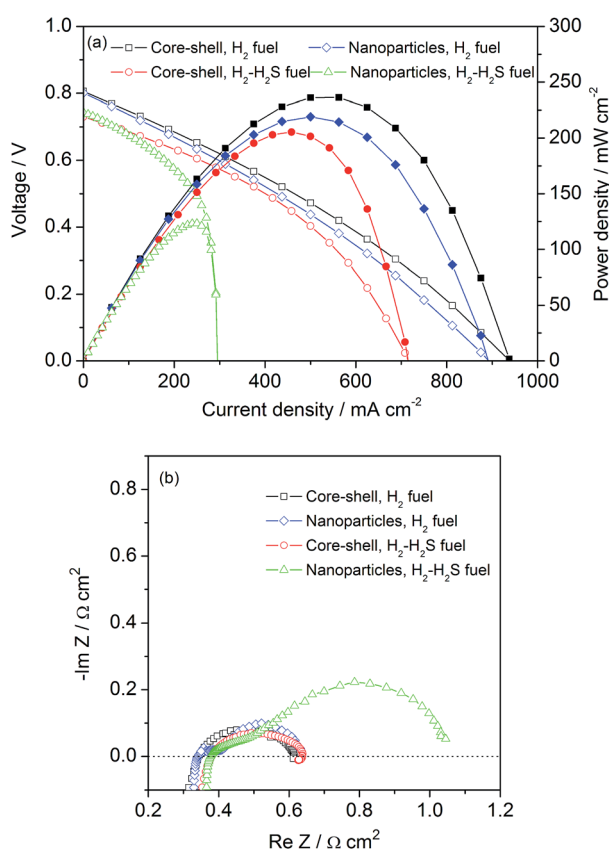 (a)
Core-shell, H2 fuel
Nanoparticles, H2 fuel
Core-shell, H2-H2S fuel
Nanoparticles, H2-H2S fuel
1.0
0.8
0.6
0.4
0.2
0.0
Voltage / V
300
250
200
150
100
50
0
Power density / mW cm-2
0 200 400 600 800 1000
Current density / mA cm-2
(b)
Core-shell, H2 fuel
Nanoparticles, H2 fuel
Core-shell, H2-H2S fuel
Nanoparticles, H2-H2S fuel
0.8
0.6
0.4
0.2
0.0
-Im Z / Ω cm2
0.2 0.4 0.6 0.8 1.0 1.2
Re Z / Ω cm2